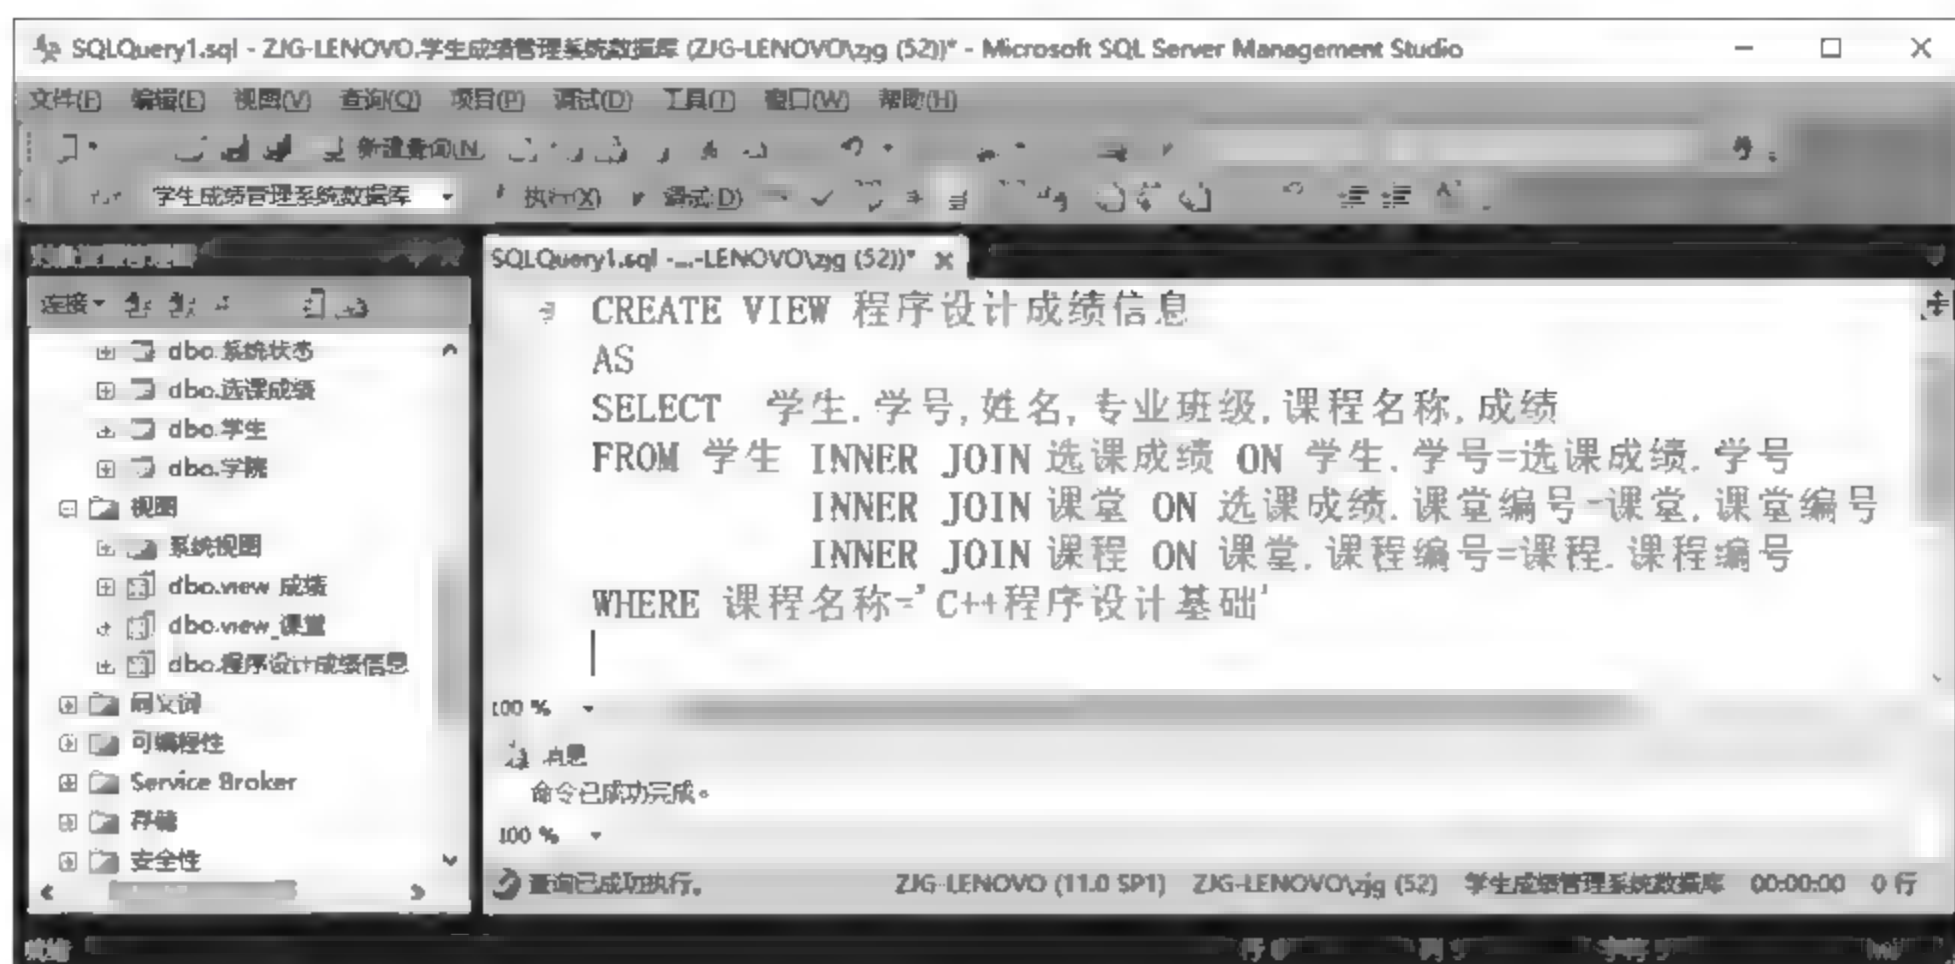 SQLQuery1.sql - ZJG-LENOVO.学生成绩管理系统数据库 (ZJG-LENOVO\zjg (52))* - Microsoft SQL Server Management Studio
文件(F) 编辑(E) 视图(V) 查询(Q) 项目(P) 调试(D) 工具(T) 窗口(W) 帮助(H)
新建查询(N)
学生成绩管理系统数据库 执行(X) 调试(D)
SQLQuery1.sql -...-LENOVO\zjg (52))*
连接
dbo.系统状态
dbo.选课成绩
dbo.学生
dbo.学院
视图
系统视图
dbo.view_成绩
dbo.view_课堂
dbo.程序设计成绩信息
同义词
可编程性
Service Broker
存储
安全性
CREATE VIEW 程序设计成绩信息
AS
SELECT 学生.学号,姓名,专业班级,课程名称,成绩
FROM 学生 INNER JOIN 选课成绩 ON 学生.学号=选课成绩.学号
INNER JOIN 课堂 ON 选课成绩.课堂编号=课堂.课堂编号
INNER JOIN 课程 ON 课堂.课程编号=课程.课程编号
WHERE 课程名称='C++程序设计基础'
100 %
消息
命令已成功完成。
100 %
查询已成功执行。 ZJG-LENOVO (11.0 SP1) ZJG-LENOVO\zjg (52) 学生成绩管理系统数据库 00:00:00 0 行
就绪